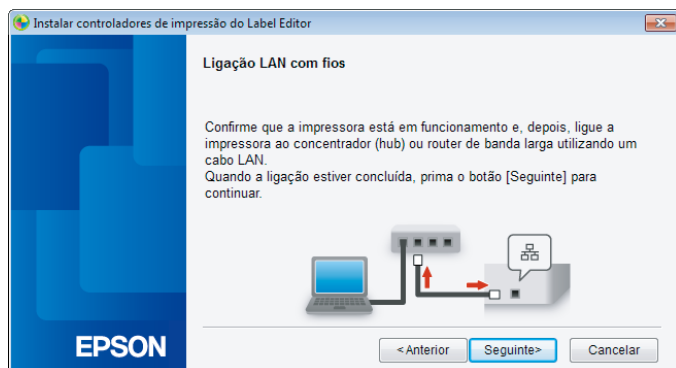 Instalar controladores de impressão do Label Editor
Ligação LAN com fios
Confirme que a impressora está em funcionamento e, depois, ligue a
impressora ao concentrador (hub) ou router de banda larga utilizando um
cabo LAN.
Quando a ligação estiver concluída, prima o botão [Seguinte] para
continuar.
EPSON
<Anterior
Seguinte>
Cancelar